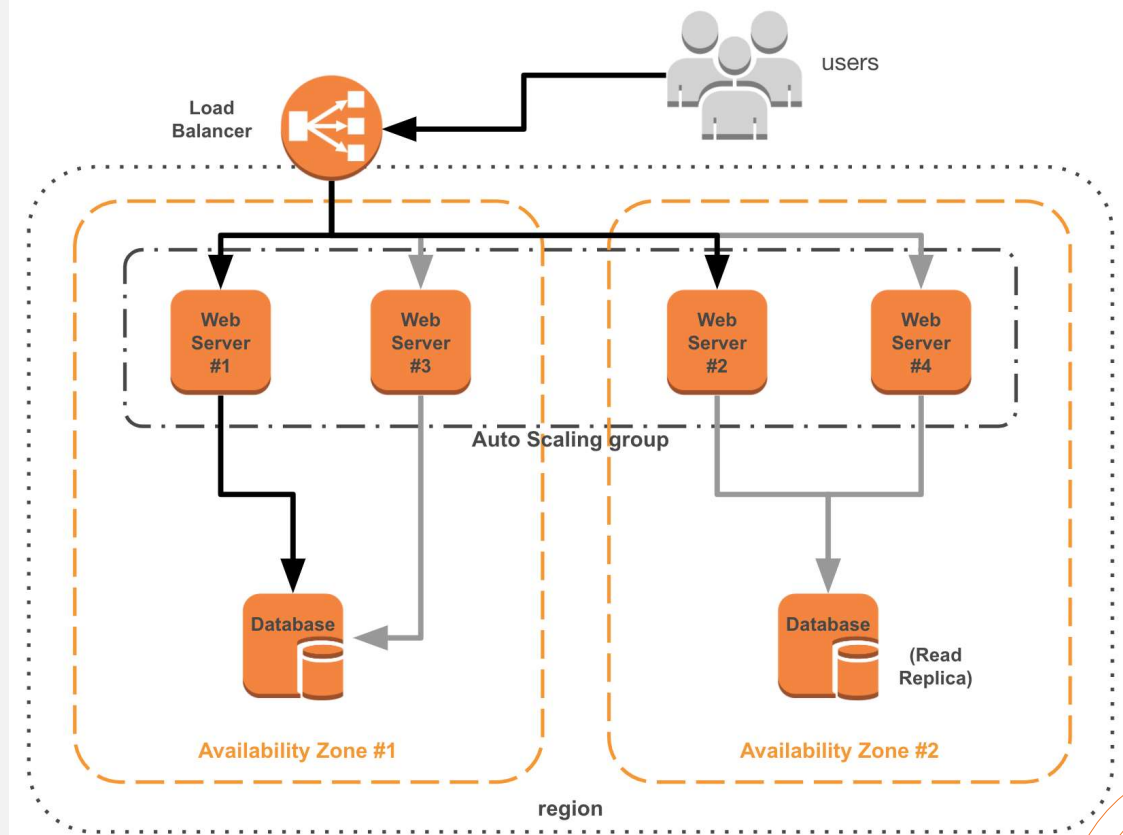 users
Load
Balancer
Web
Server
#1
Web
Server
#3
Web
Server
#2
Web
Server
#4
Auto Scaling group
Database
Database
(Read
Replica)
Availability Zone #1
Availability Zone #2
region